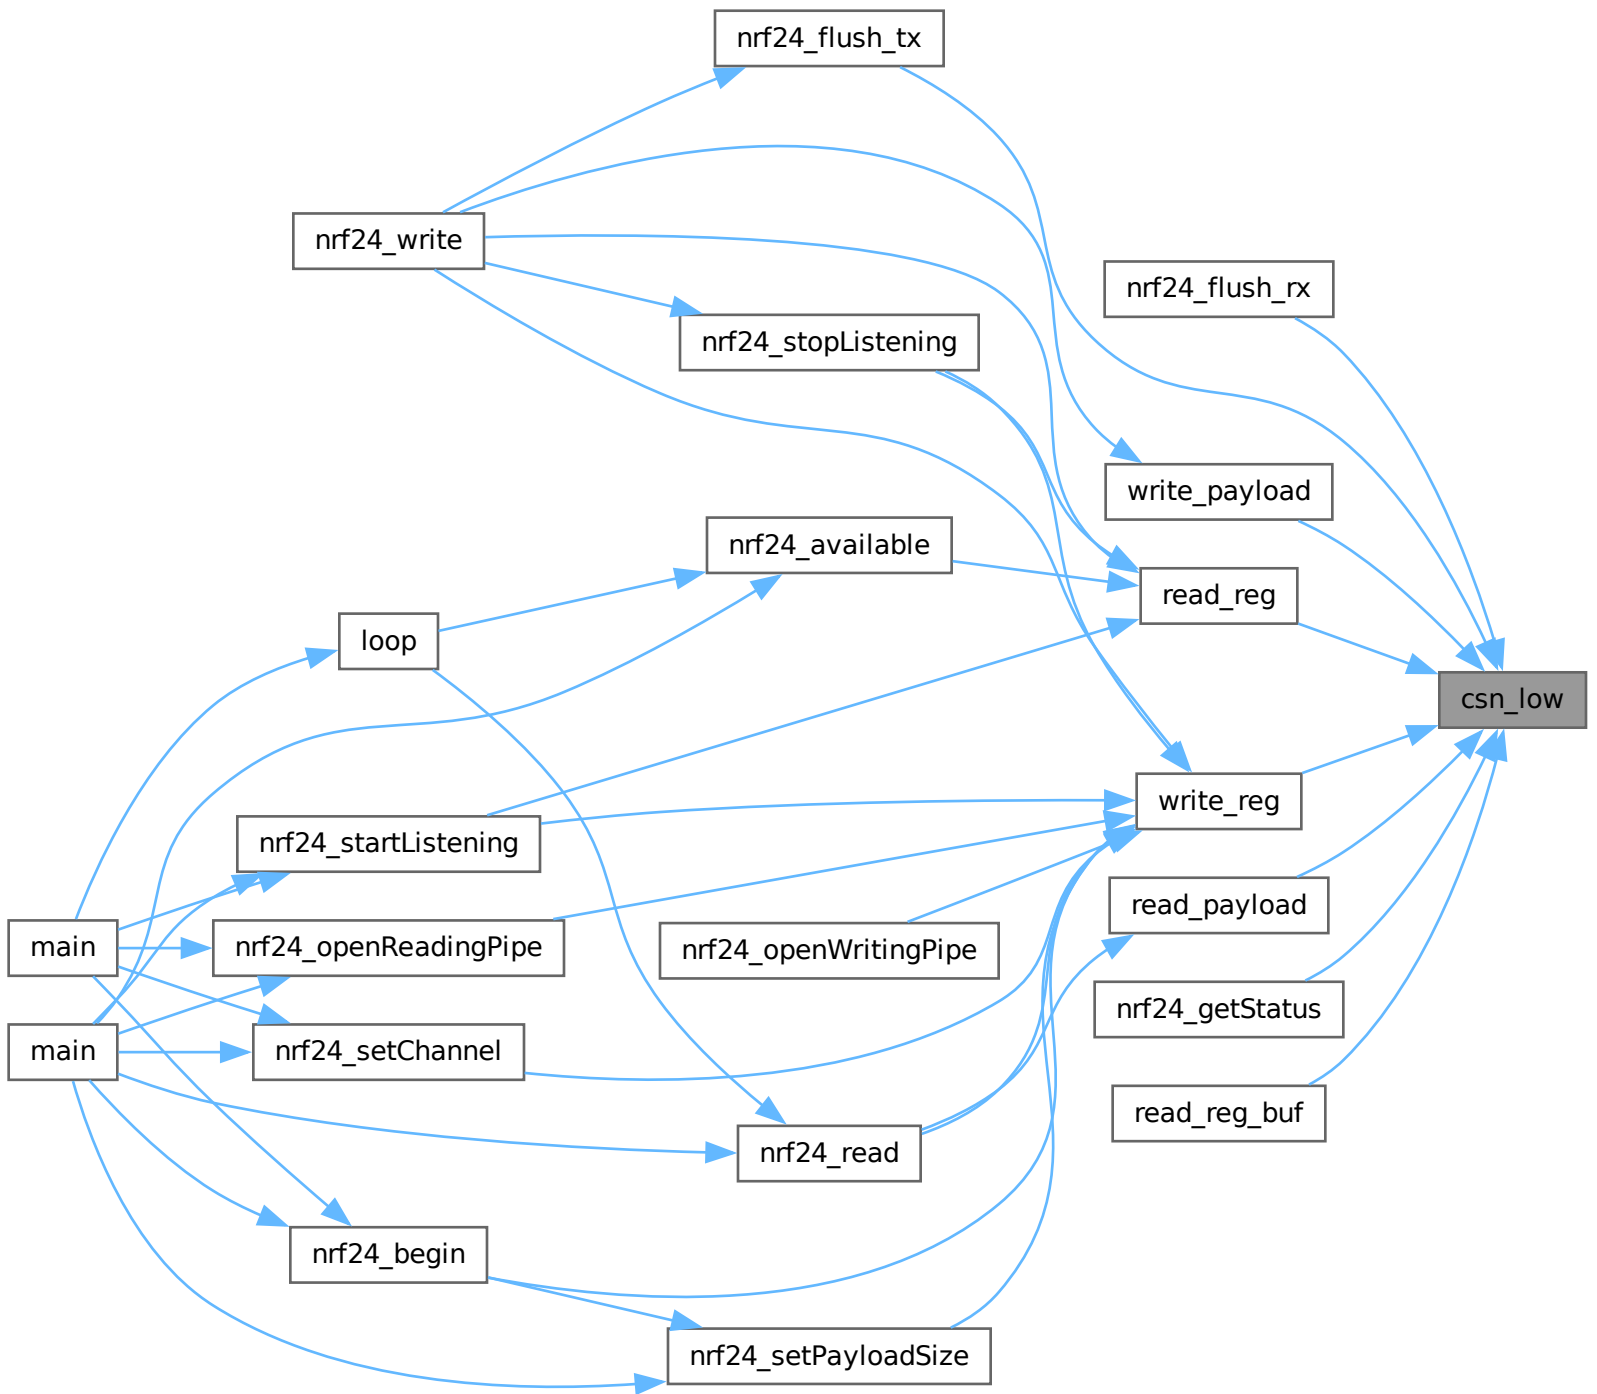 nrf24_flush_tx
nrf24_write
nrf24_flush_rx
nrf24_stopListening
write_payload
nrf24_available
read_reg
loop
csn_low
write_reg
nrf24_startListening
read_payload
main
nrf24_openReadingPipe
nrf24_openWritingPipe
nrf24_getStatus
main
nrf24_setChannel
read_reg_buf
nrf24_read
nrf24_begin
nrf24_setPayloadSize